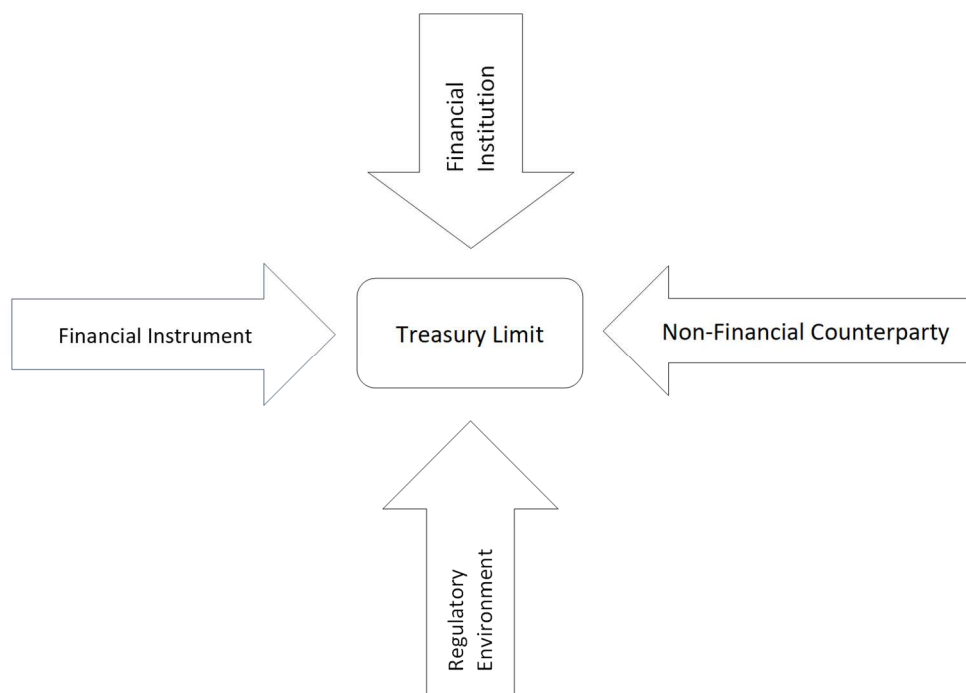 Financial
Institution
Financial Instrument
Treasury Limit
Non-Financial Counterparty
Regulatory
Environment